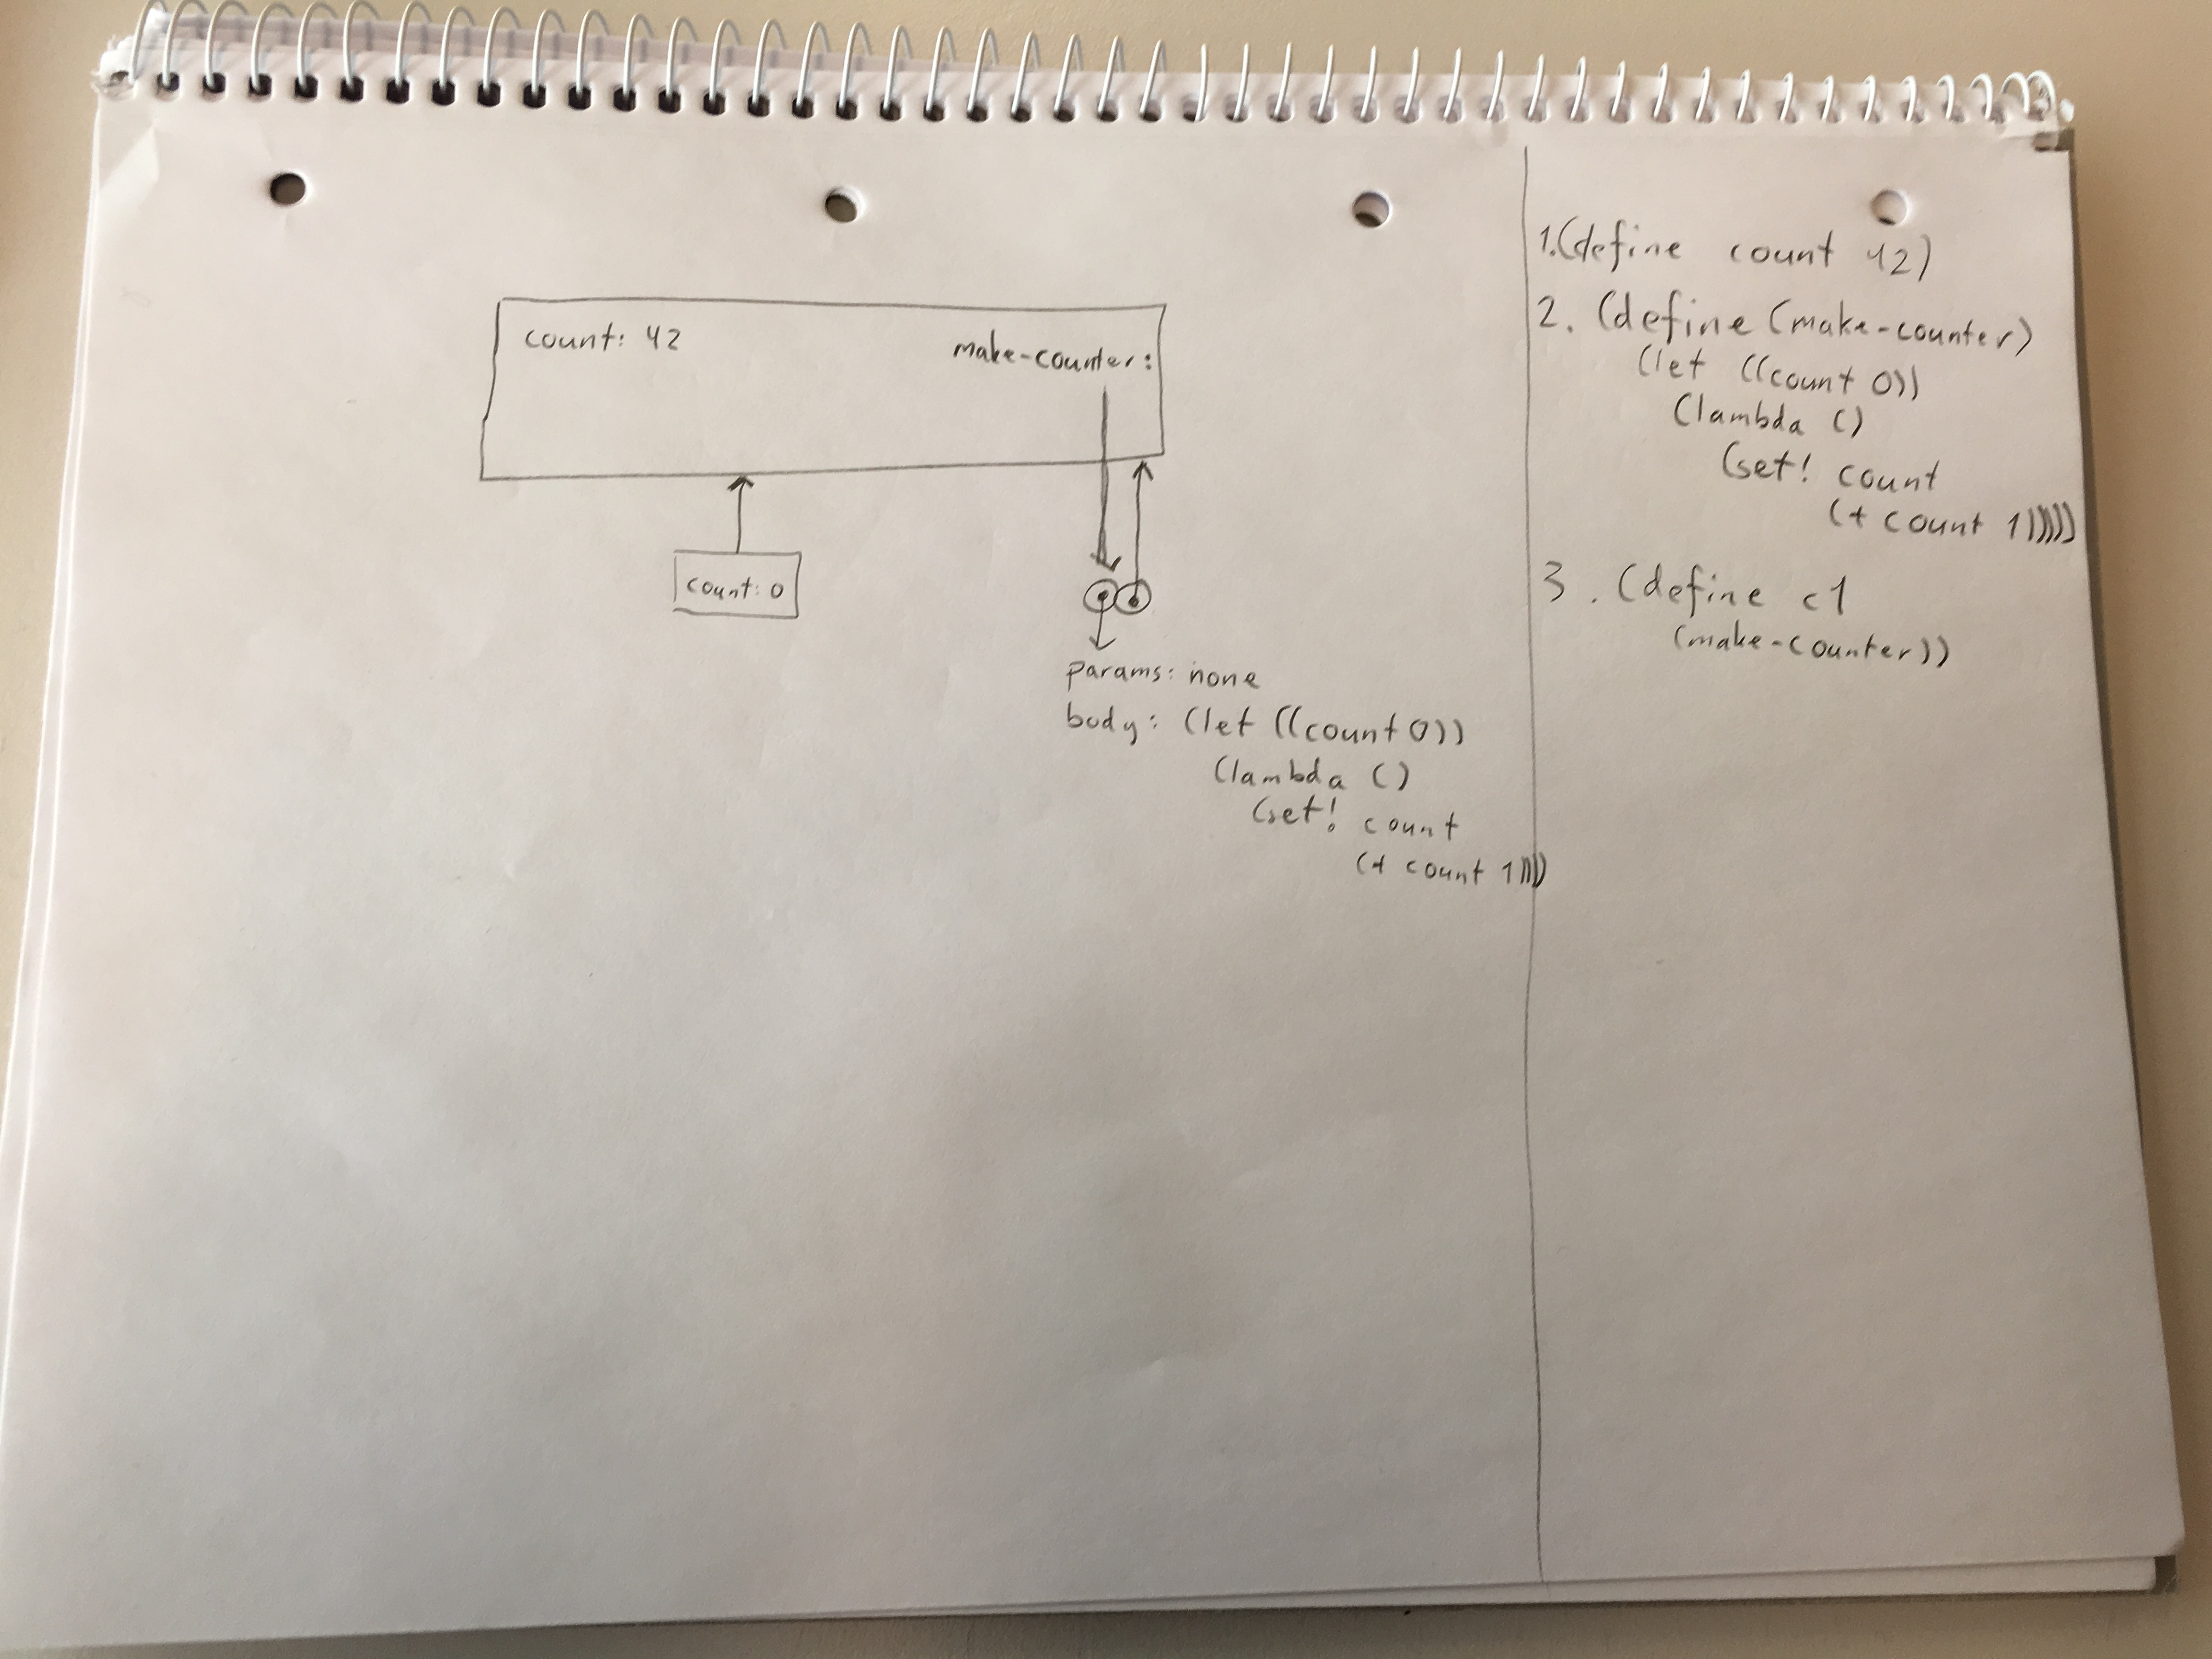 count: 42
make-counter:
count: 0
params: none
body: (let ((count 0))
(lambda ()
(set! count
(+ count 1))))
1.(define count 42)
2. (define (make-counter)
(let ((count 0))
(lambda ()
(set! count
(+ count 1)))))
3. (define c1
(make-counter))